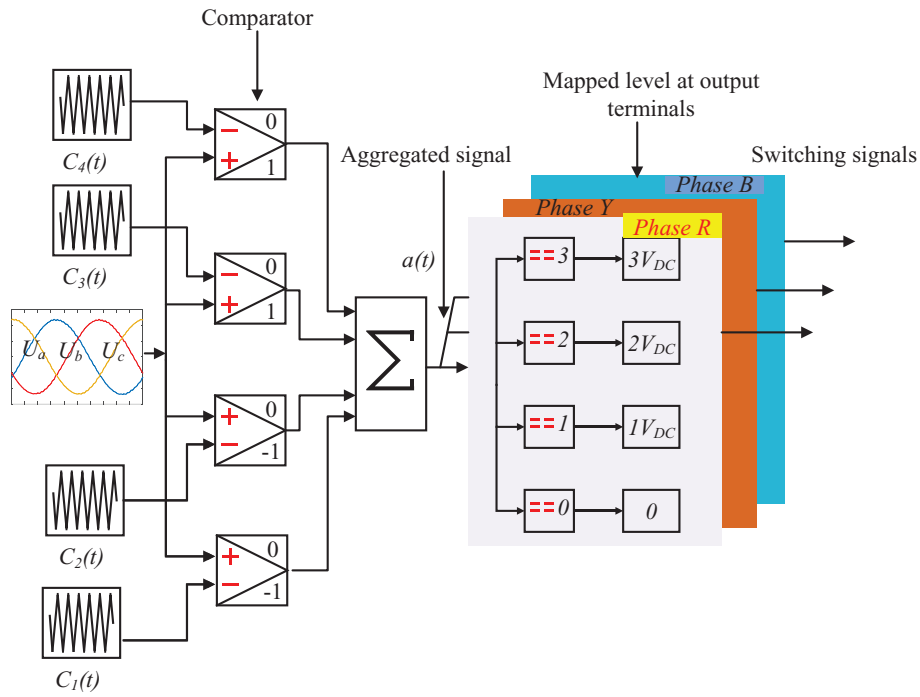 Comparator
C4(t)
− + 0 1
Mapped level at output
terminals
Aggregated signal
Switching signals
Phase B
Phase Y
Phase R
C3(t)
− + 0 1
a(t)
==3 3VDC
Ua Ub Uc
Σ
==2 2VDC
C2(t)
+ − 0 -1
==1 1VDC
C1(t)
+ − 0 -1
==0 0